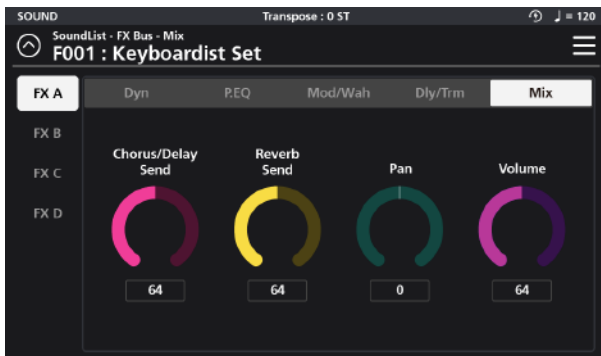 SOUND Transpose : 0 ST ♩ = 120
SoundList - FX Bus - Mix
F001 : Keyboardist Set
FX A Dyn P.EQ Mod/Wah Dly/Trm Mix
FX B
FX C
FX D
Chorus/Delay Send
Reverb Send
Pan
Volume
64 64 0 64